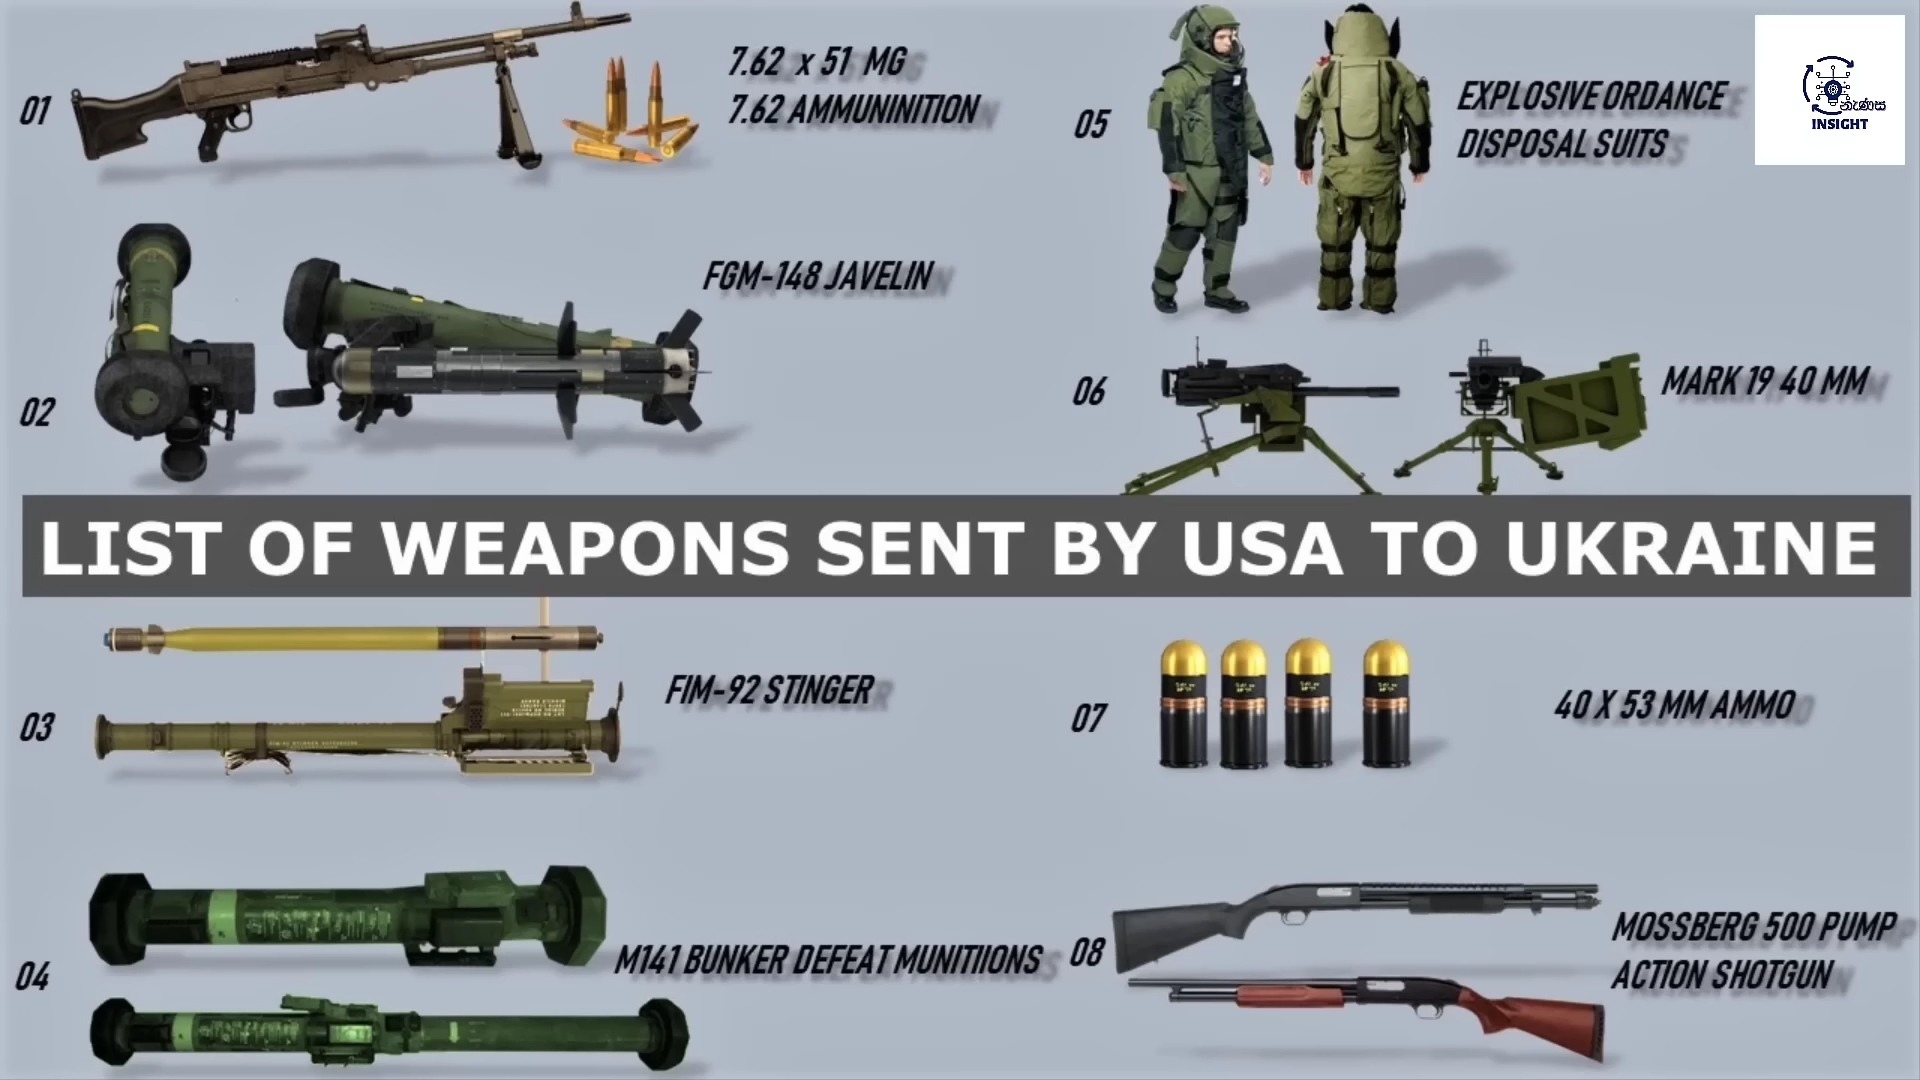 01
7.62 x 51 MG
7.62 AMMUNINITION
02
FGM-148 JAVELIN
05
EXPLOSIVE ORDANCE
DISPOSAL SUITS
INSIGHT
06
MARK 19 40 MM
LIST OF WEAPONS SENT BY USA TO UKRAINE
03
FIM-92 STINGER
04
M141 BUNKER DEFEAT MUNITIIONS
07
40 X 53 MM AMMO
08
MOSSBERG 500 PUMP
ACTION SHOTGUN